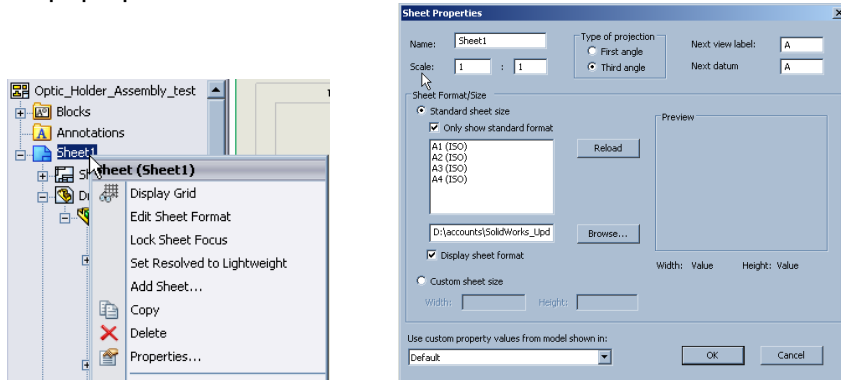 Optic_Holder_Assembly_test
Blocks
Annotations
Sheet1
Sheet (Sheet1)
Display Grid
Edit Sheet Format
Lock Sheet Focus
Set Resolved to Lightweight
Add Sheet...
Copy
Delete
Properties...
Sheet Properties
Name: Sheet1
Scale: 1 : 1
Type of projection
First angle
Third angle
Next view label: A
Next datum A
Sheet Format/Size
Standard sheet size
Only show standard format
A1 (ISO)
A2 (ISO)
A3 (ISO)
A4 (ISO)
Reload
D:\accounts\SolidWorks_Upd
Browse...
Display sheet format
Custom sheet size
Width: Height:
Preview
Width: Value Height: Value
Use custom property values from model shown in:
Default
OK Cancel